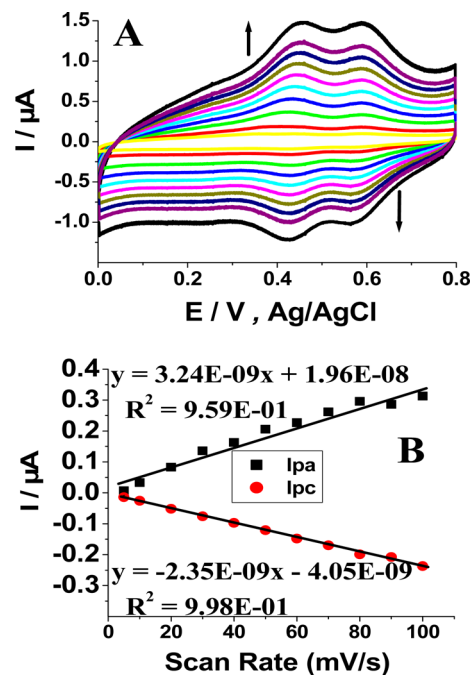 A
I / µA
1.5
1.0
0.5
0.0
-0.5
-1.0
0.0 0.2 0.4 0.6 0.8
E / V , Ag/AgCl
B
I / µA
0.4
0.3
0.2
0.1
0.0
-0.1
-0.2
-0.3
y = 3.24E-09x + 1.96E-08
R² = 9.59E-01
Ipa
Ipc
y = -2.35E-09x - 4.05E-09
R² = 9.98E-01
0 20 40 60 80 100
Scan Rate (mV/s)